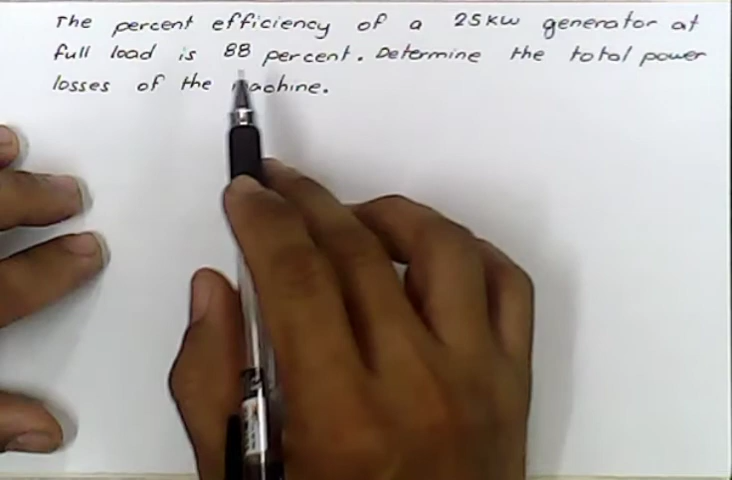 The percent efficiency of a 25kw generator at
full load is 88 percent. Determine the total power
losses of the machine.